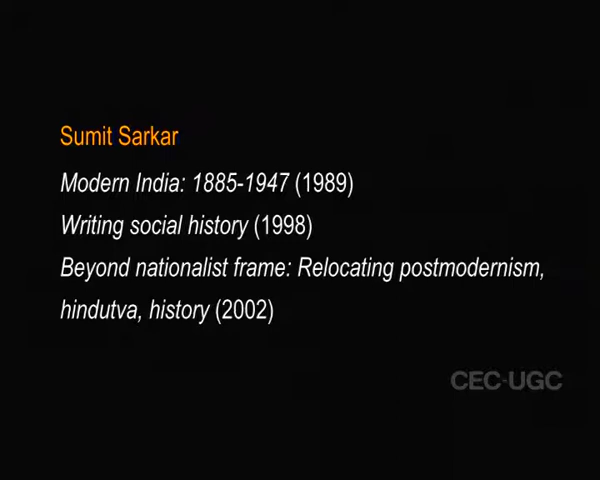 Sumit Sarkar
Modern India: 1885-1947 (1989)
Writing social history (1998)
Beyond nationalist frame: Relocating postmodernism,
hindutva, history (2002)
CEC-UGC